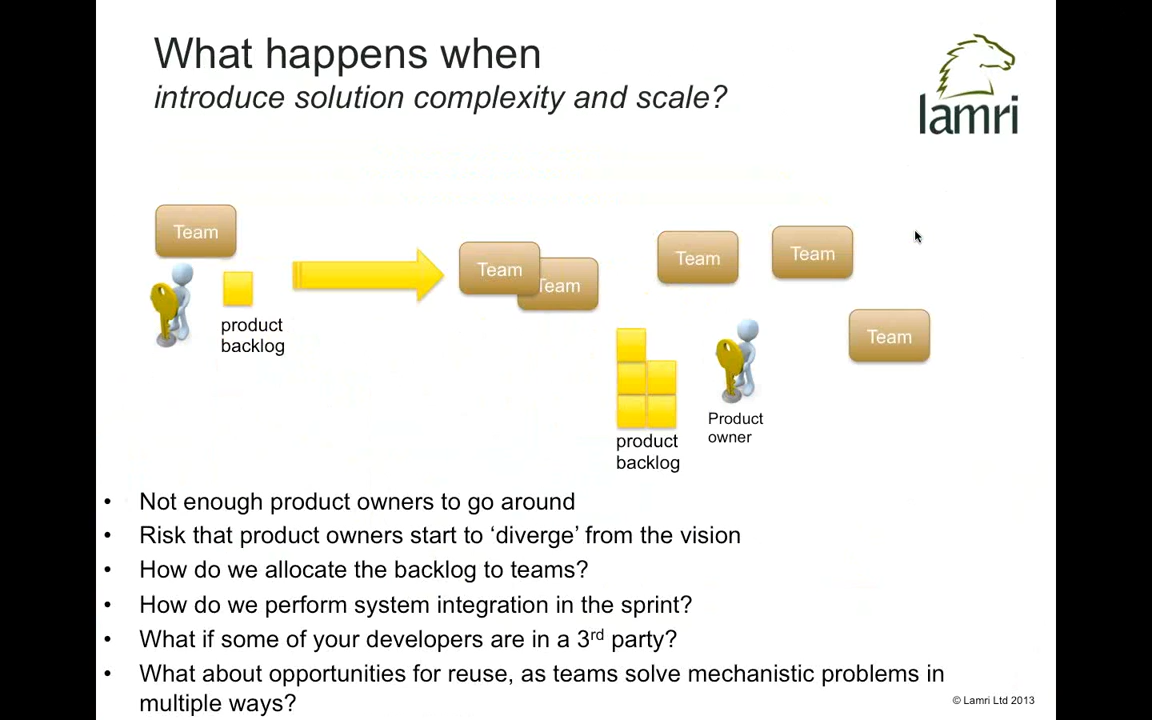 What happens when
introduce solution complexity and scale?
lamri
Team
product
backlog
Team
Team
Team
Team
Team
product
backlog
Product
owner
• Not enough product owners to go around
• Risk that product owners start to ‘diverge’ from the vision
• How do we allocate the backlog to teams?
• How do we perform system integration in the sprint?
• What if some of your developers are in a 3rd party?
• What about opportunities for reuse, as teams solve mechanistic problems in
multiple ways?
© Lamri Ltd 2013